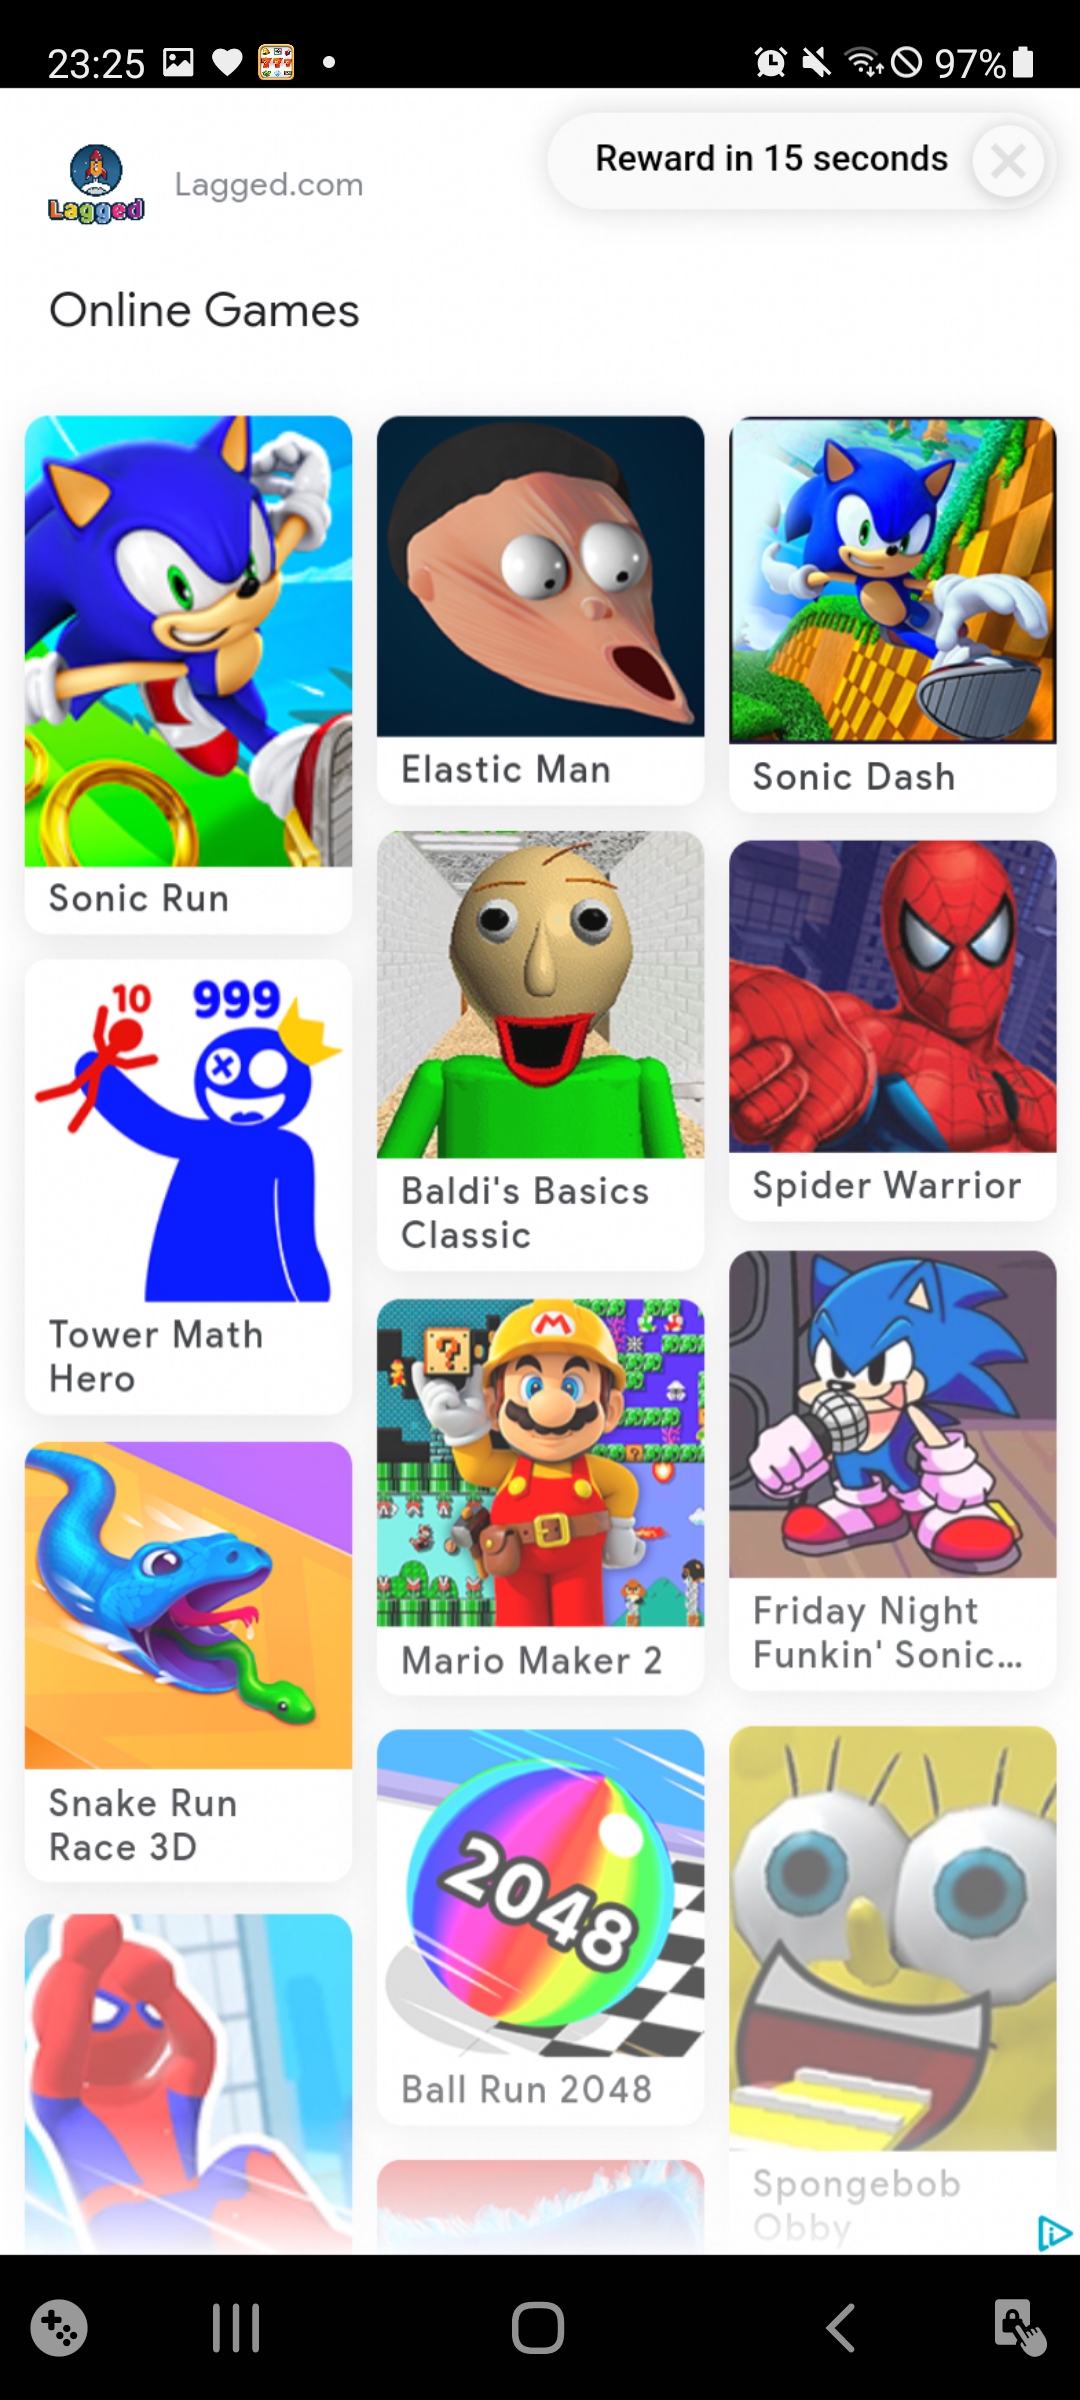 23:25
97%
Lagged
Lagged.com
Reward in 15 seconds
Online Games
Sonic Run
Elastic Man
Sonic Dash
10 999
Tower Math
Hero
Baldi's Basics
Classic
Spider Warrior
?
M
Mario Maker 2
Friday Night
Funkin' Sonic...
Snake Run
Race 3D
2048
Ball Run 2048
Spongebob
Obby